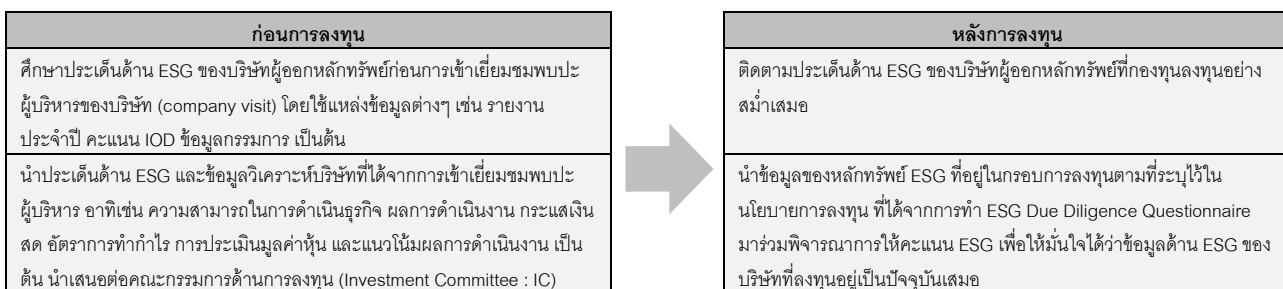 ก่อนการลงทุน
ศึกษาประเด็นด้าน ESG ของบริษัทผู้ออกหลักทรัพย์ก่อนการเข้าเยี่ยมชมพบปะ
ผู้บริหารของบริษัท (company visit) โดยใช้แหล่งข้อมูลต่างๆ เช่น รายงาน
ประจำปี คะแนน IOD ข้อมูลกรรมการ เป็นต้น
นำประเด็นด้าน ESG และข้อมูลวิเคราะห์บริษัทที่ได้จากการเข้าเยี่ยมชมพบปะ
ผู้บริหาร อาทิเช่น ความสามารถในการดำเนินธุรกิจ ผลการดำเนินงาน กระแสเงิน
สด อัตราการทำกำไร การประเมินมูลค่าหุ้น และแนวโน้มผลการดำเนินงาน เป็น
ต้น นำเสนอต่อคณะกรรมการด้านการลงทุน (Investment Committee : IC)
หลังการลงทุน
ติดตามประเด็นด้าน ESG ของบริษัทผู้ออกหลักทรัพย์ที่กองทุนลงทุนอย่าง
สม่ำเสมอ
นำข้อมูลของหลักทรัพย์ ESG ที่อยู่ในกรอบการลงทุนตามที่ระบุไว้ใน
นโยบายการลงทุน ที่ได้จากการทำ ESG Due Diligence Questionnaire
มาร่วมพิจารณาการให้คะแนน ESG เพื่อให้มั่นใจได้ว่าข้อมูลด้าน ESG ของ
บริษัทที่ลงทุนอยู่เป็นปัจจุบันเสมอ